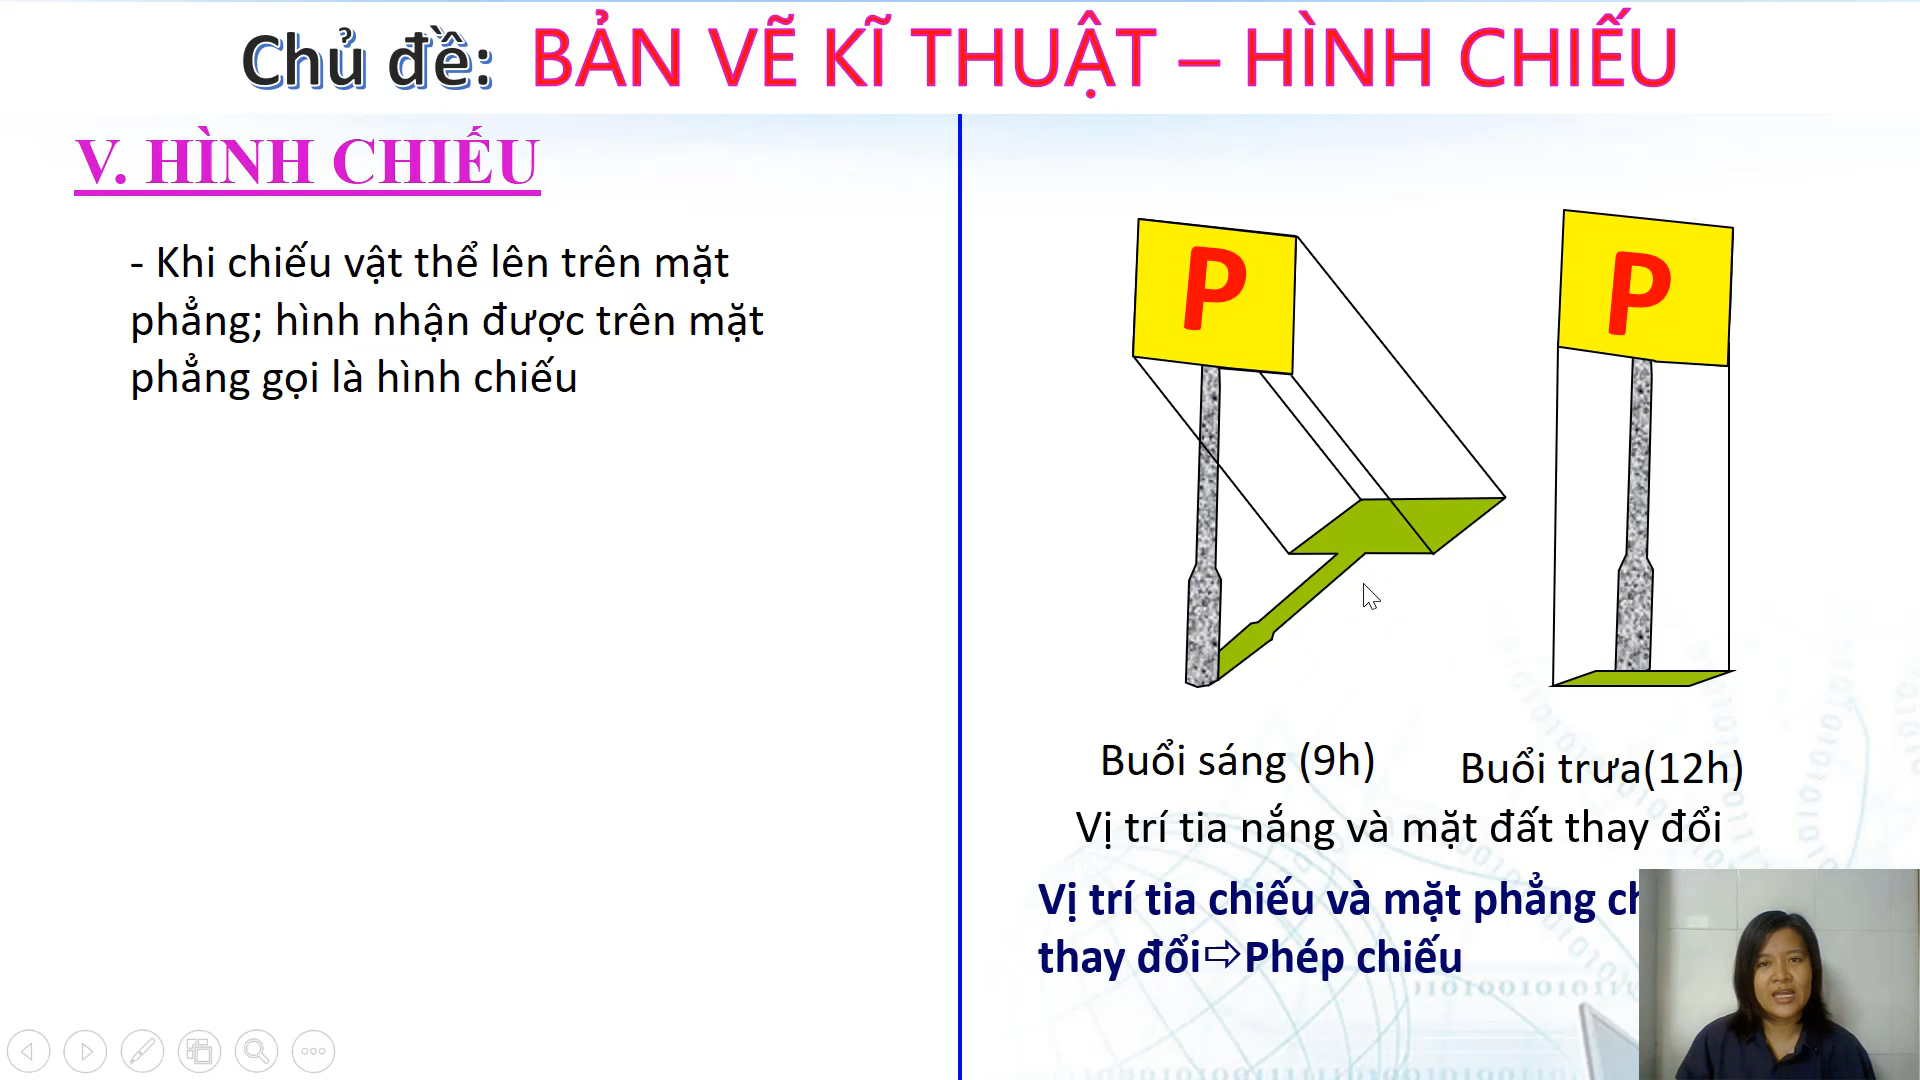 Chủ đề: BẢN VẼ KĨ THUẬT – HÌNH CHIẾU
V. HÌNH CHIẾU
- Khi chiếu vật thể lên trên mặt
phẳng; hình nhận được trên mặt
phẳng gọi là hình chiếu
P
P
Buổi sáng (9h)
Buổi trưa(12h)
Vị trí tia nắng và mặt đất thay đổi
Vị trí tia chiếu và mặt phẳng
thay đổi⇨Phép chiếu